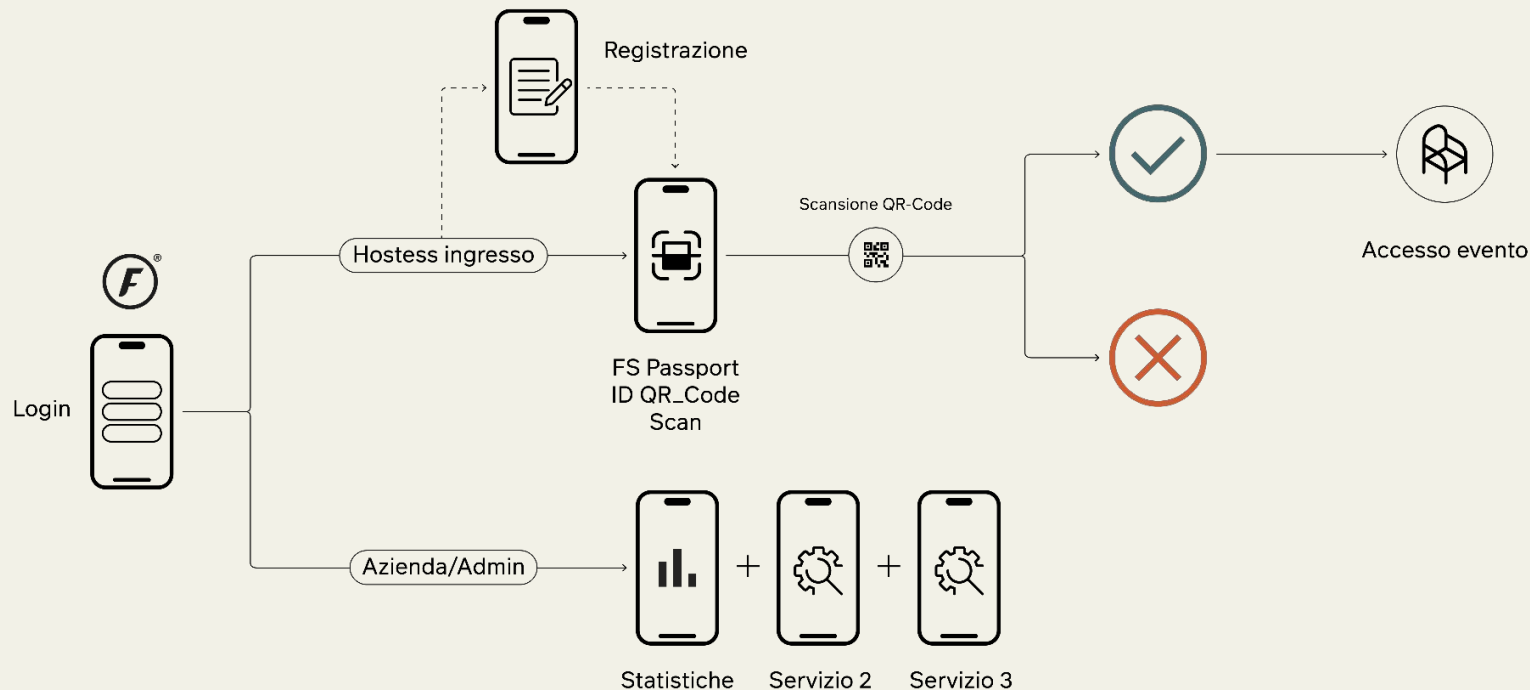 Registrazione
Scansione QR-Code
Hostess ingresso
Accesso evento
F®
FS Passport
ID QR_Code
Scan
Login
Azienda/Admin
Statistiche
Servizio 2
Servizio 3